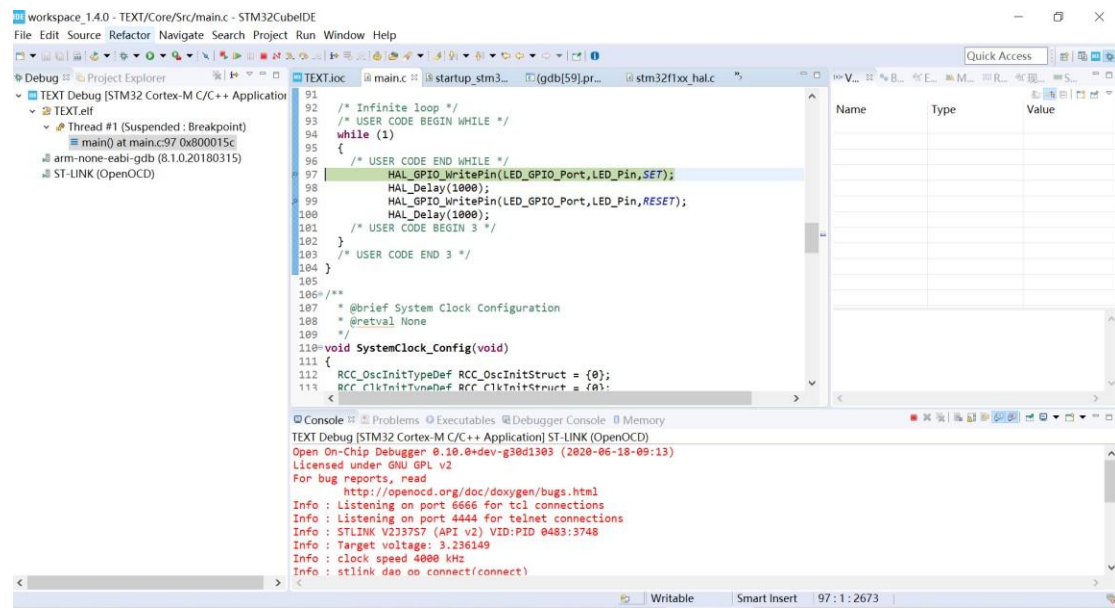 workspace_1.4.0 - TEXT/Core/Src/main.c - STM32CubeIDE
File Edit Source Refactor Navigate Search Project Run Window Help
Quick Access
Debug Project Explorer
TEXT Debug [STM32 Cortex-M C/C++ Application
TEXT.elf
Thread #1 (Suspended : Breakpoint)
main() at main.c:97 0x800015c
arm-none-eabi-gdb (8.1.0.20180315)
ST-LINK (OpenOCD)
TEXT.ioc main.c startup_stm3... (gdb[59].pr... stm32f1xx_hal.c
91
92 /* Infinite loop */
93 /* USER CODE BEGIN WHILE */
94 while (1)
95 {
96 /* USER CODE END WHILE */
97 HAL_GPIO_WritePin(LED_GPIO_Port,LED_Pin,SET);
98 HAL_Delay(1000);
99 HAL_GPIO_WritePin(LED_GPIO_Port,LED_Pin,RESET);
100 HAL_Delay(1000);
101 /* USER CODE BEGIN 3 */
102 }
103 /* USER CODE END 3 */
104 }
105
106 /**
107 * @brief System Clock Configuration
108 * @retval None
109 */
110 void SystemClock_Config(void)
111 {
112 RCC_OscInitTypeDef RCC_OscInitStruct = {0};
113 RCC_ClkInitTypeDef RCC_ClkInitStruct = {0};
V... B... E... M... R... 现... S...
Name Type Value
Console Problems Executables Debugger Console Memory
TEXT Debug [STM32 Cortex-M C/C++ Application] ST-LINK (OpenOCD)
Open On-Chip Debugger 0.10.0+dev-g30d1303 (2020-06-18-09:13)
Licensed under GNU GPL v2
For bug reports, read
http://openocd.org/doc/doxygen/bugs.html
Info : Listening on port 6666 for tcl connections
Info : Listening on port 4444 for telnet connections
Info : STLINK V2J37S7 (API v2) VID:PID 0483:3748
Info : Target voltage: 3.236149
Info : clock speed 4000 kHz
Info : stlink_dap_op_connect(connect)
Writable Smart Insert 97 : 1 : 2673